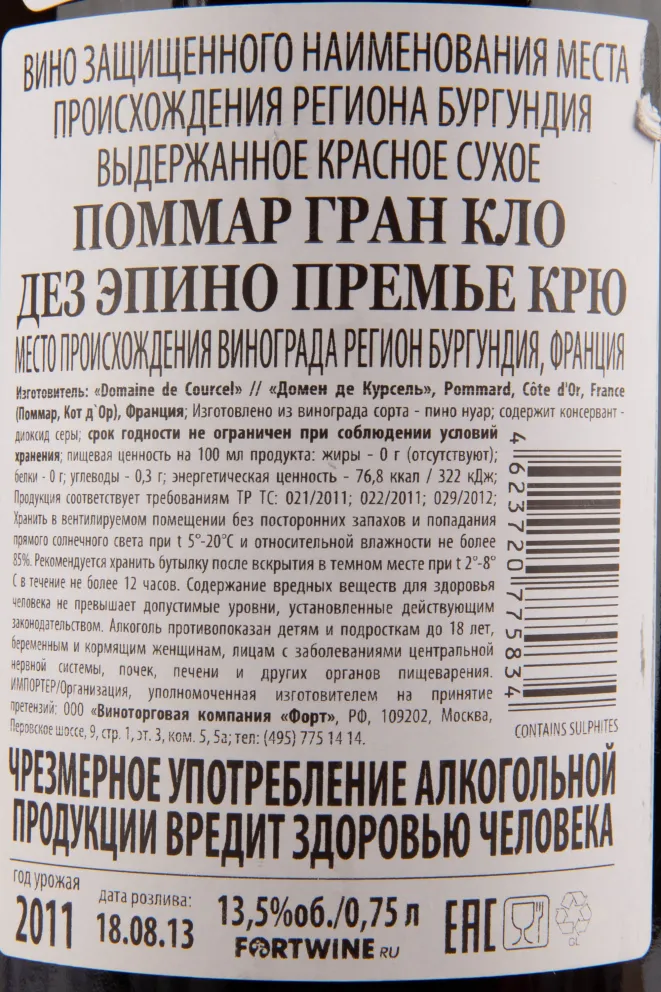 ВИНО ЗАЩИЩЕННОГО НАИМЕНОВАНИЯ МЕСТА
ПРОИСХОЖДЕНИЯ РЕГИОНА БУРГУНДИЯ
ВЫДЕРЖАННОЕ КРАСНОЕ СУХОЕ
ПОММАР ГРАН КЛО
ДЕЗ ЭПИНО ПРЕМЬЕ КРЮ
МЕСТО ПРОИСХОЖДЕНИЯ ВИНОГРАДА РЕГИОН БУРГУНДИЯ, ФРАНЦИЯ
Изготовитель: «Domaine de Courcel» // «Домен де Курсель», Pommard, Côte d'Or, France
(Поммар, Кот д`Ор), Франция; Изготовлено из винограда сорта - пино нуар; содержит консервант -
диоксид серы; срок годности не ограничен при соблюдении условий
хранения; пищевая ценность на 100 мл продукта: жиры - 0 г (отсутствуют);
белки - 0 г; углеводы - 0,3 г; энергетическая ценность - 76,8 ккал / 322 кДж;
Продукция соответствует требованиям ТР ТС: 021/2011; 022/2011; 029/2012;
Хранить в вентилируемом помещении без посторонних запахов и попадания
прямого солнечного света при t 5°-20°С и относительной влажности не более
85%. Рекомендуется хранить бутылку после вскрытия в темном месте при t 2°-8°
С в течение не более 12 часов. Содержание вредных веществ для здоровья
человека не превышает допустимые уровни, установленные действующим
законодательством. Алкоголь противопоказан детям и подросткам до 18 лет,
беременным и кормящим женщинам, лицам с заболеваниями центральной
нервной системы, почек, печени и других органов пищеварения.
ИМПОРТЕР/Организация, уполномоченная изготовителем на принятие
претензий: ООО «Виноторговая компания «Форт», РФ, 109202, Москва,
Перовское шоссе, 9, стр. 1, эт. 3, ком. 5, 5а; тел: (495) 775 14 14.
4 623720 775834
CONTAINS SULPHITES
ЧРЕЗМЕРНОЕ УПОТРЕБЛЕНИЕ АЛКОГОЛЬНОЙ
ПРОДУКЦИИ ВРЕДИТ ЗДОРОВЬЮ ЧЕЛОВЕКА
год урожая
2011
дата розлива:
18.08.13
13,5%об./0,75 л
FORTWINE RU
EAC
GL